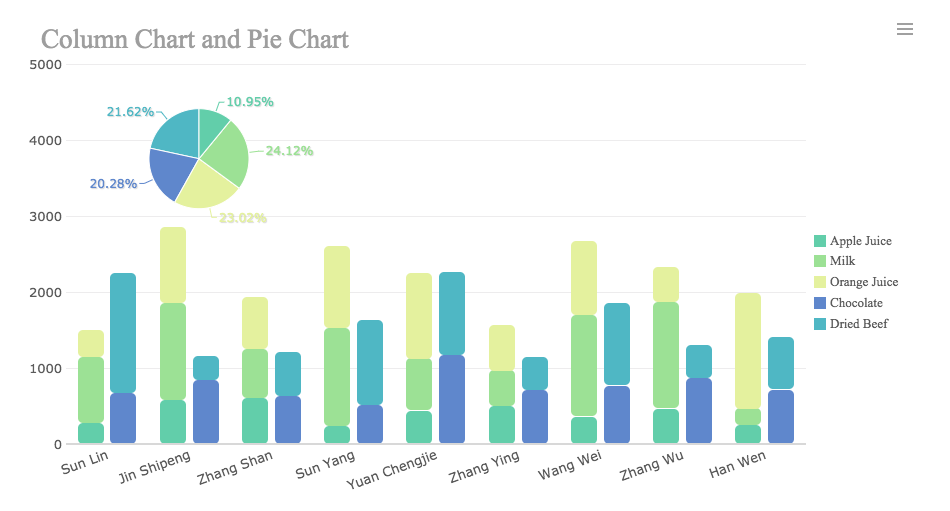 Column Chart and Pie Chart
5000
4000
3000
2000
1000
0
10.95%
21.62%
24.12%
20.28%
23.02%
Apple Juice
Milk
Orange Juice
Chocolate
Dried Beef
Sun Lin
Jin Shipeng
Zhang Shan
Sun Yang
Yuan Chengjie
Zhang Ying
Wang Wei
Zhang Wu
Han Wen